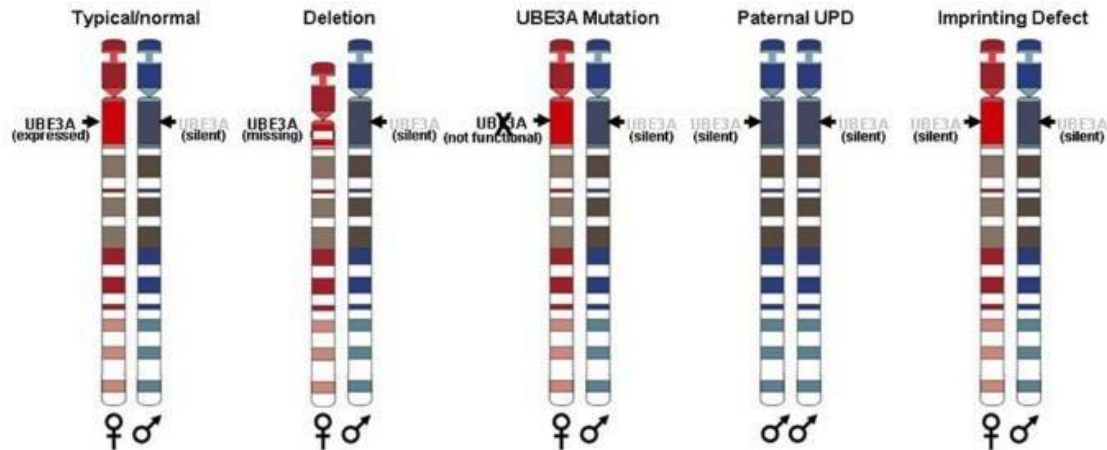 Typical/normal
Deletion
UBE3A Mutation
Paternal UPD
Imprinting Defect
UBE3A
(expressed)
UBE3A
(silent)
UBE3A
(missing)
UBE3A
(silent)
UBE3A
(not functional)
UBE3A
(silent)
UBE3A
(silent)
UBE3A
(silent)
UBE3A
(silent)
UBE3A
(silent)